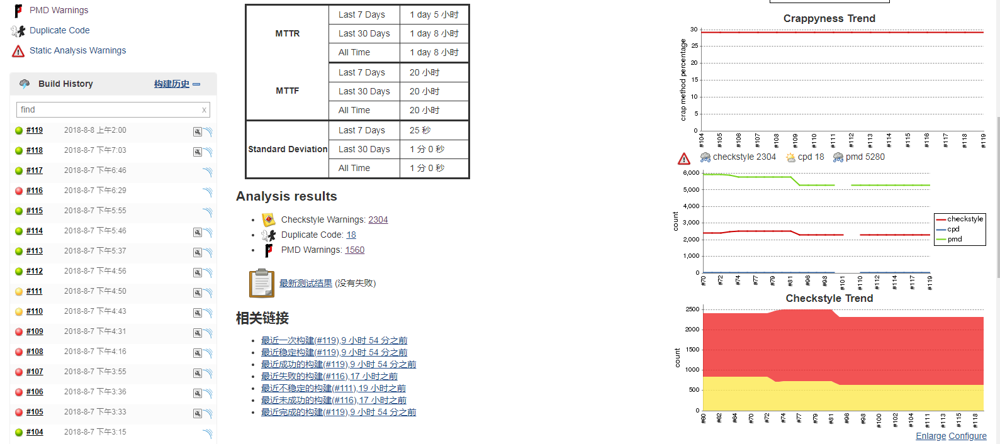 PMD Warnings
Duplicate Code
Static Analysis Warnings
Build History 构建历史
find x
#119 2018-8-8 上午2:00
#118 2018-8-7 下午7:03
#117 2018-8-7 下午6:46
#116 2018-8-7 下午6:29
#115 2018-8-7 下午5:55
#114 2018-8-7 下午5:46
#113 2018-8-7 下午5:37
#112 2018-8-7 下午4:56
#111 2018-8-7 下午4:50
#110 2018-8-7 下午4:43
#109 2018-8-7 下午4:31
#108 2018-8-7 下午4:16
#107 2018-8-7 下午3:55
#106 2018-8-7 下午3:36
#105 2018-8-7 下午3:33
#104 2018-8-7 下午3:15
MTTR
Last 7 Days 1 day 5 小时
Last 30 Days 1 day 8 小时
All Time 1 day 8 小时
MTTF
Last 7 Days 20 小时
Last 30 Days 20 小时
All Time 20 小时
Standard Deviation
Last 7 Days 25 秒
Last 30 Days 1 分 0 秒
All Time 1 分 0 秒
Analysis results
Checkstyle Warnings: 2304
Duplicate Code: 18
PMD Warnings: 1560
最新测试结果 (没有失败)
相关链接
最近一次构建(#119),9 小时 54 分之前
最近稳定构建(#119),9 小时 54 分之前
最近成功的构建(#119),9 小时 54 分之前
最近失败的构建(#116),17 小时之前
最近不稳定的构建(#111),19 小时之前
最近未成功的构建(#116),17 小时之前
最近完成的构建(#119),9 小时 54 分之前
Crappyness Trend
crap method percentage
30
25
20
15
10
5
0
#104 #105 #106 #107 #108 #109 #110 #111 #112 #113 #114 #115 #116 #117 #118 #119
checkstyle 2304 cpd 18 pmd 5280
count
6,000
5,000
4,000
3,000
2,000
1,000
0
#70 #72 #74 #77 #79 #81 #96 #98 #101 #110 #112 #114 #117 #119
checkstyle
cpd
pmd
Checkstyle Trend
count
2500
2000
1500
1000
500
0
#60 #62 #64 #70 #72 #74 #77 #79 #81 #96 #98 #100 #102 #104 #111 #113 #115 #118
Enlarge Configure